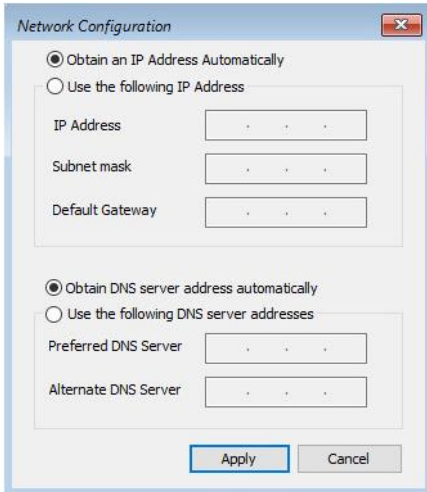 Network Configuration
Obtain an IP Address Automatically
Use the following IP Address
IP Address . . .
Subnet mask . . .
Default Gateway . . .
Obtain DNS server address automatically
Use the following DNS server addresses
Preferred DNS Server . . .
Alternate DNS Server . . .
Apply Cancel